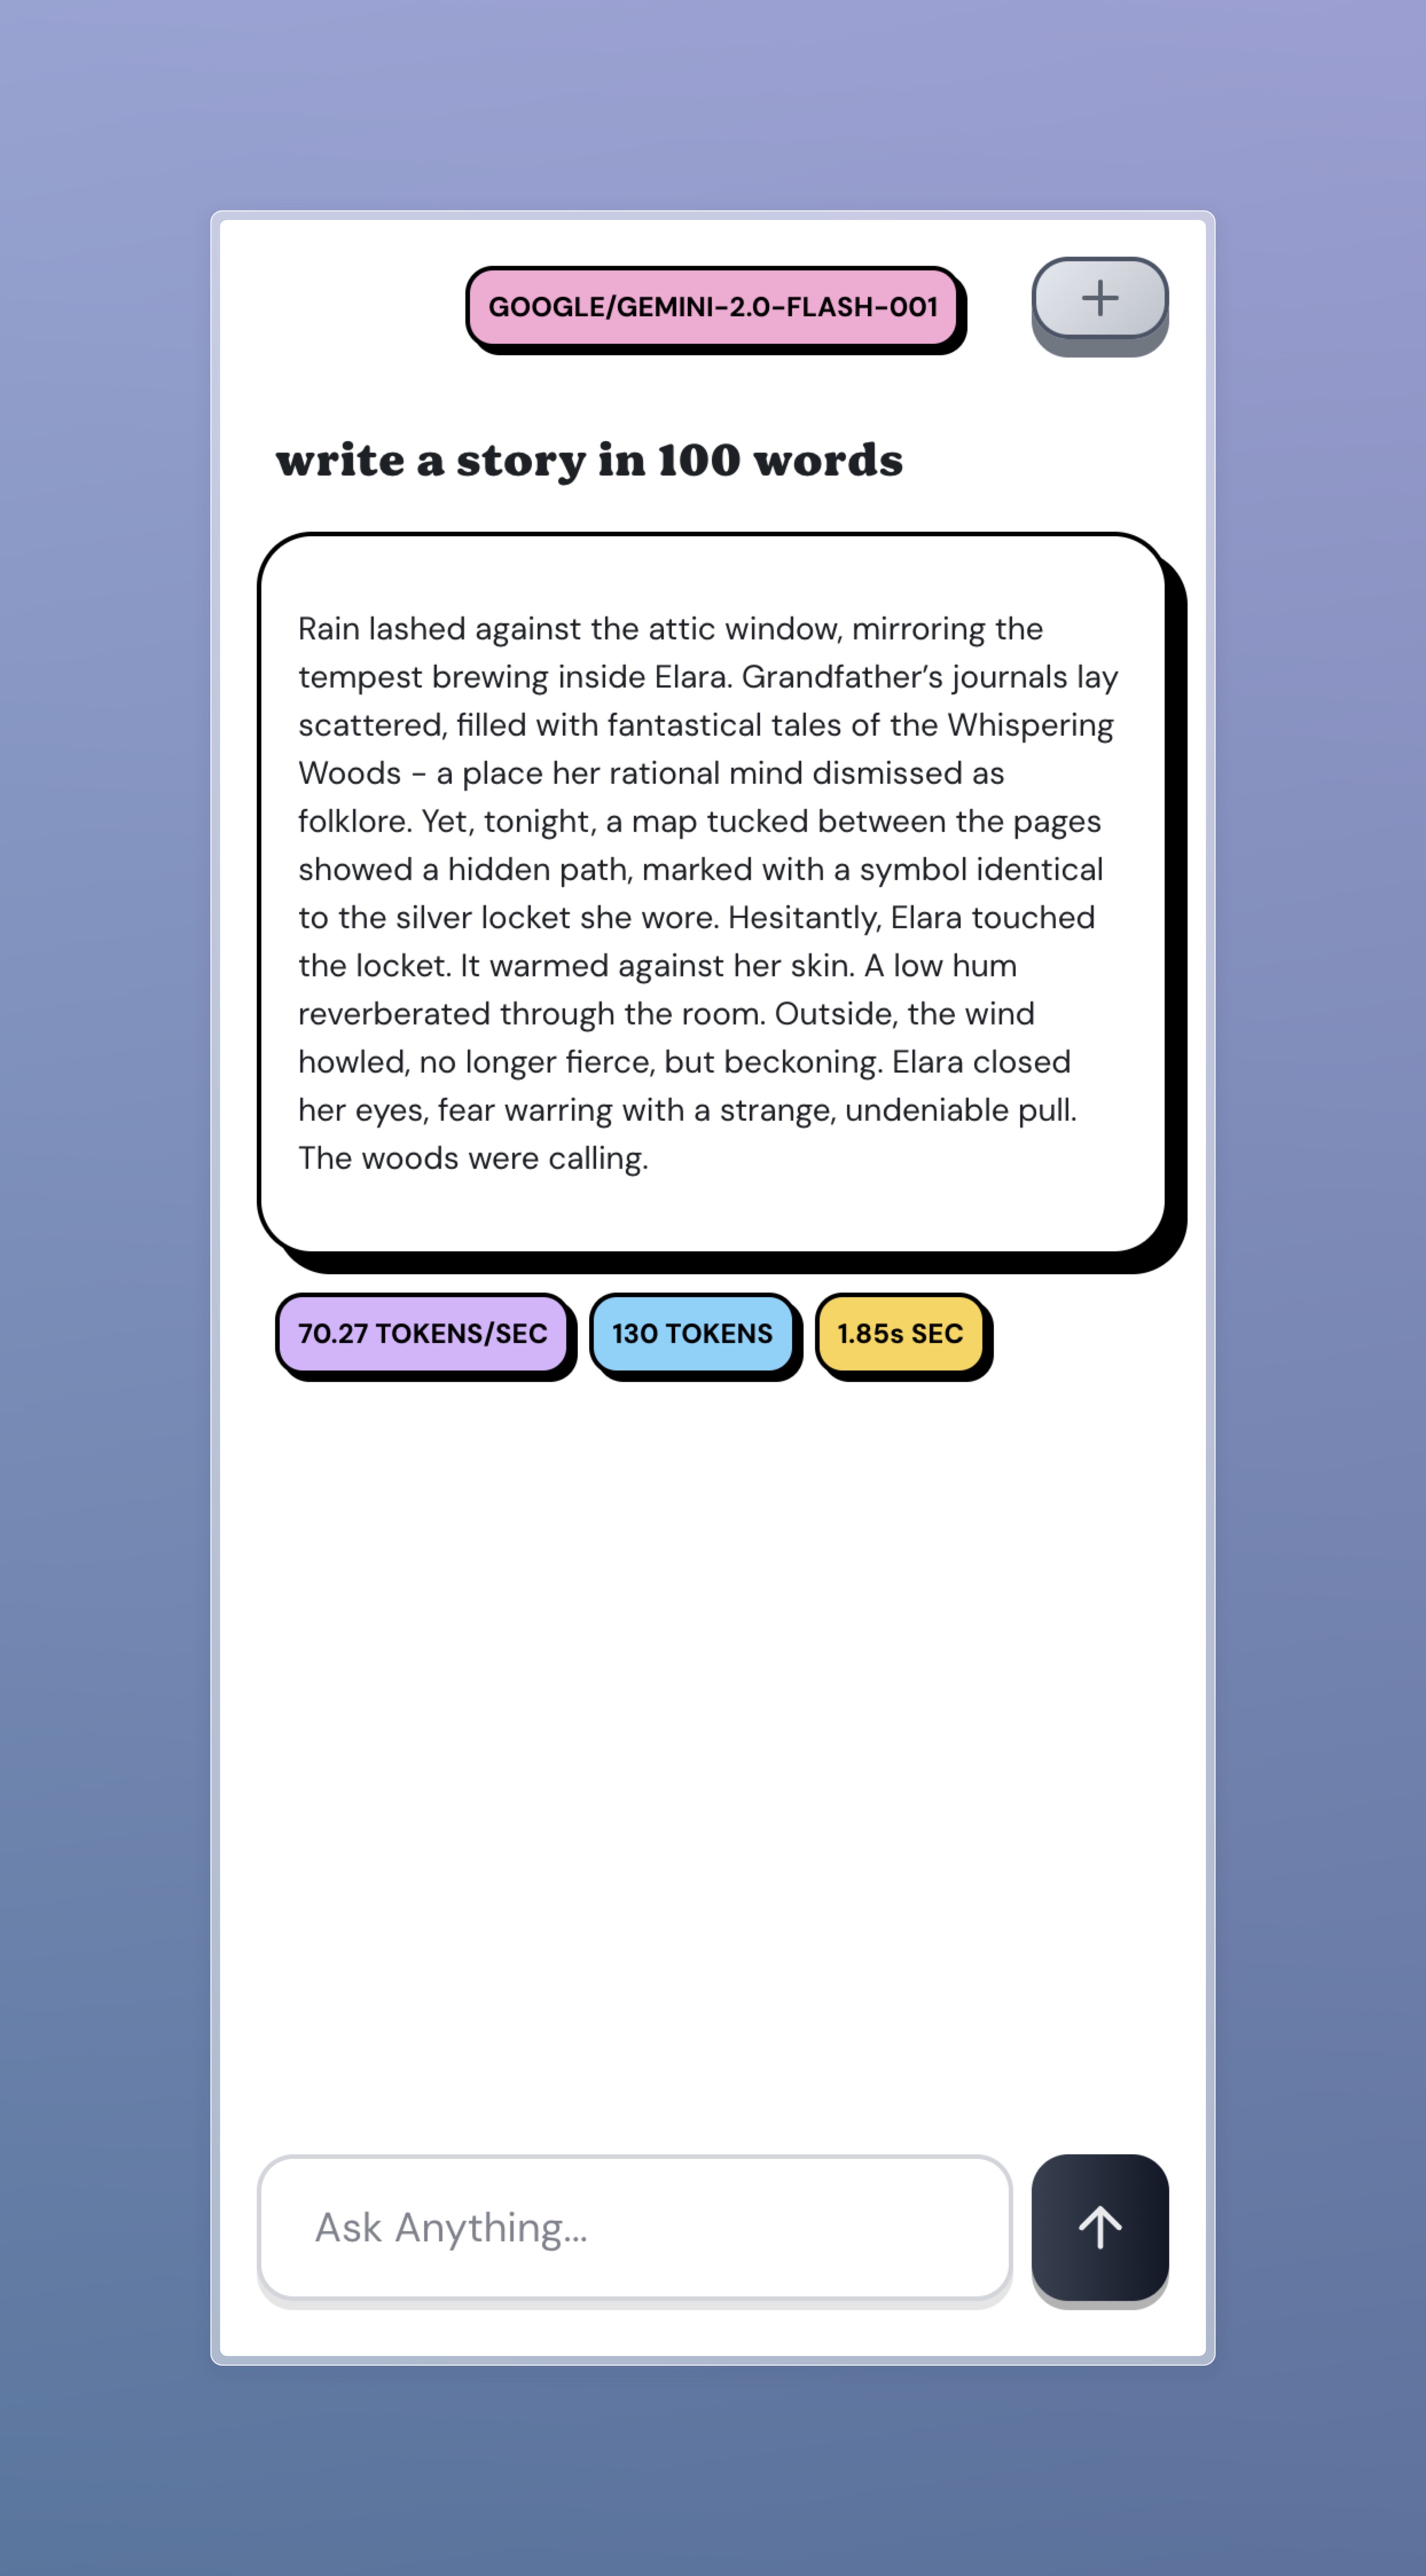 GOOGLE/GEMINI-2.0-FLASH-001
write a story in 100 words
Rain lashed against the attic window, mirroring the
tempest brewing inside Elara. Grandfather’s journals lay
scattered, filled with fantastical tales of the Whispering
Woods - a place her rational mind dismissed as
folklore. Yet, tonight, a map tucked between the pages
showed a hidden path, marked with a symbol identical
to the silver locket she wore. Hesitantly, Elara touched
the locket. It warmed against her skin. A low hum
reverberated through the room. Outside, the wind
howled, no longer fierce, but beckoning. Elara closed
her eyes, fear warring with a strange, undeniable pull.
The woods were calling.
70.27 TOKENS/SEC 130 TOKENS 1.85s SEC
Ask Anything...